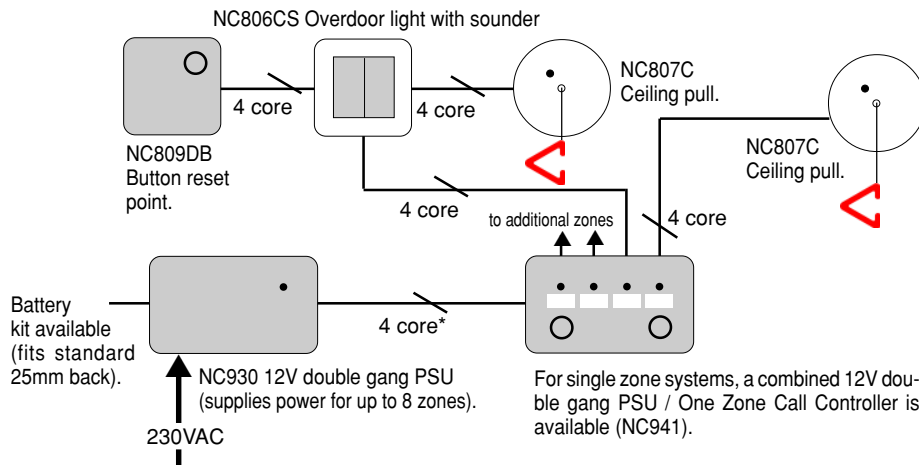 NC806CS Overdoor light with sounder
4 core
4 core
NC807C
Ceiling pull.
NC809DB
Button reset
point.
NC807C
Ceiling pull.
4 core
to additional zones
4 core
Battery
kit available
(fits standard
25mm back).
4 core*
NC930 12V double gang PSU
(supplies power for up to 8 zones).
230VAC
For single zone systems, a combined 12V dou-
ble gang PSU / One Zone Call Controller is
available (NC941).